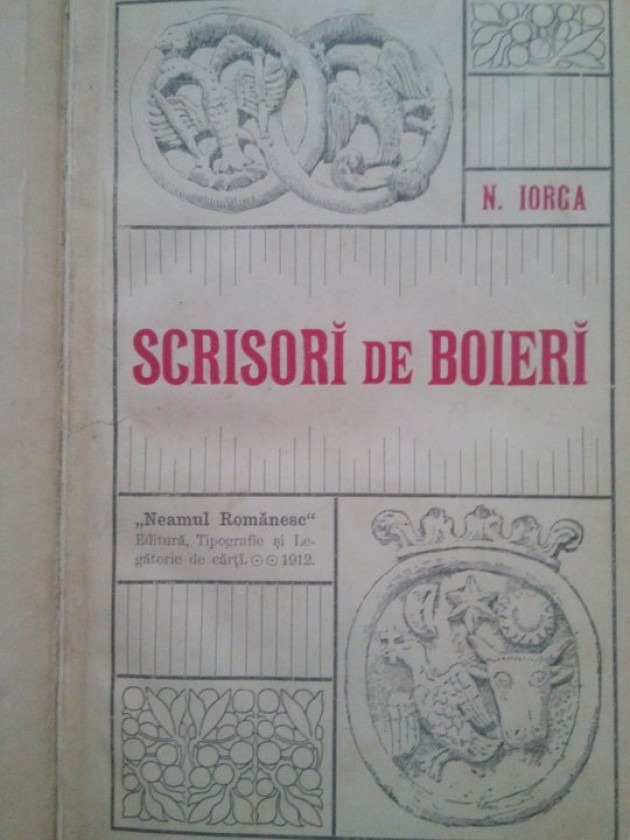 N. IORGA
SCRISORĬ DE BOIERĬ
„Neamul Romănesc“
Editură, Tipografie și Le-
gătorie de cărțĭ. ⊙⊙ 1912.